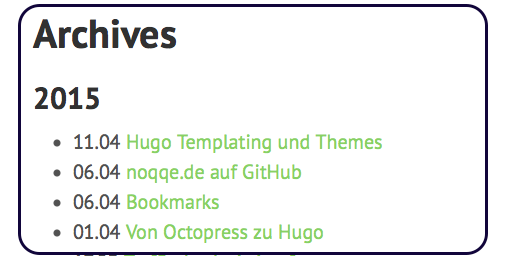 Archives
2015
11.04 Hugo Templating und Themes
06.04 noqqe.de auf GitHub
06.04 Bookmarks
01.04 Von Octopress zu Hugo